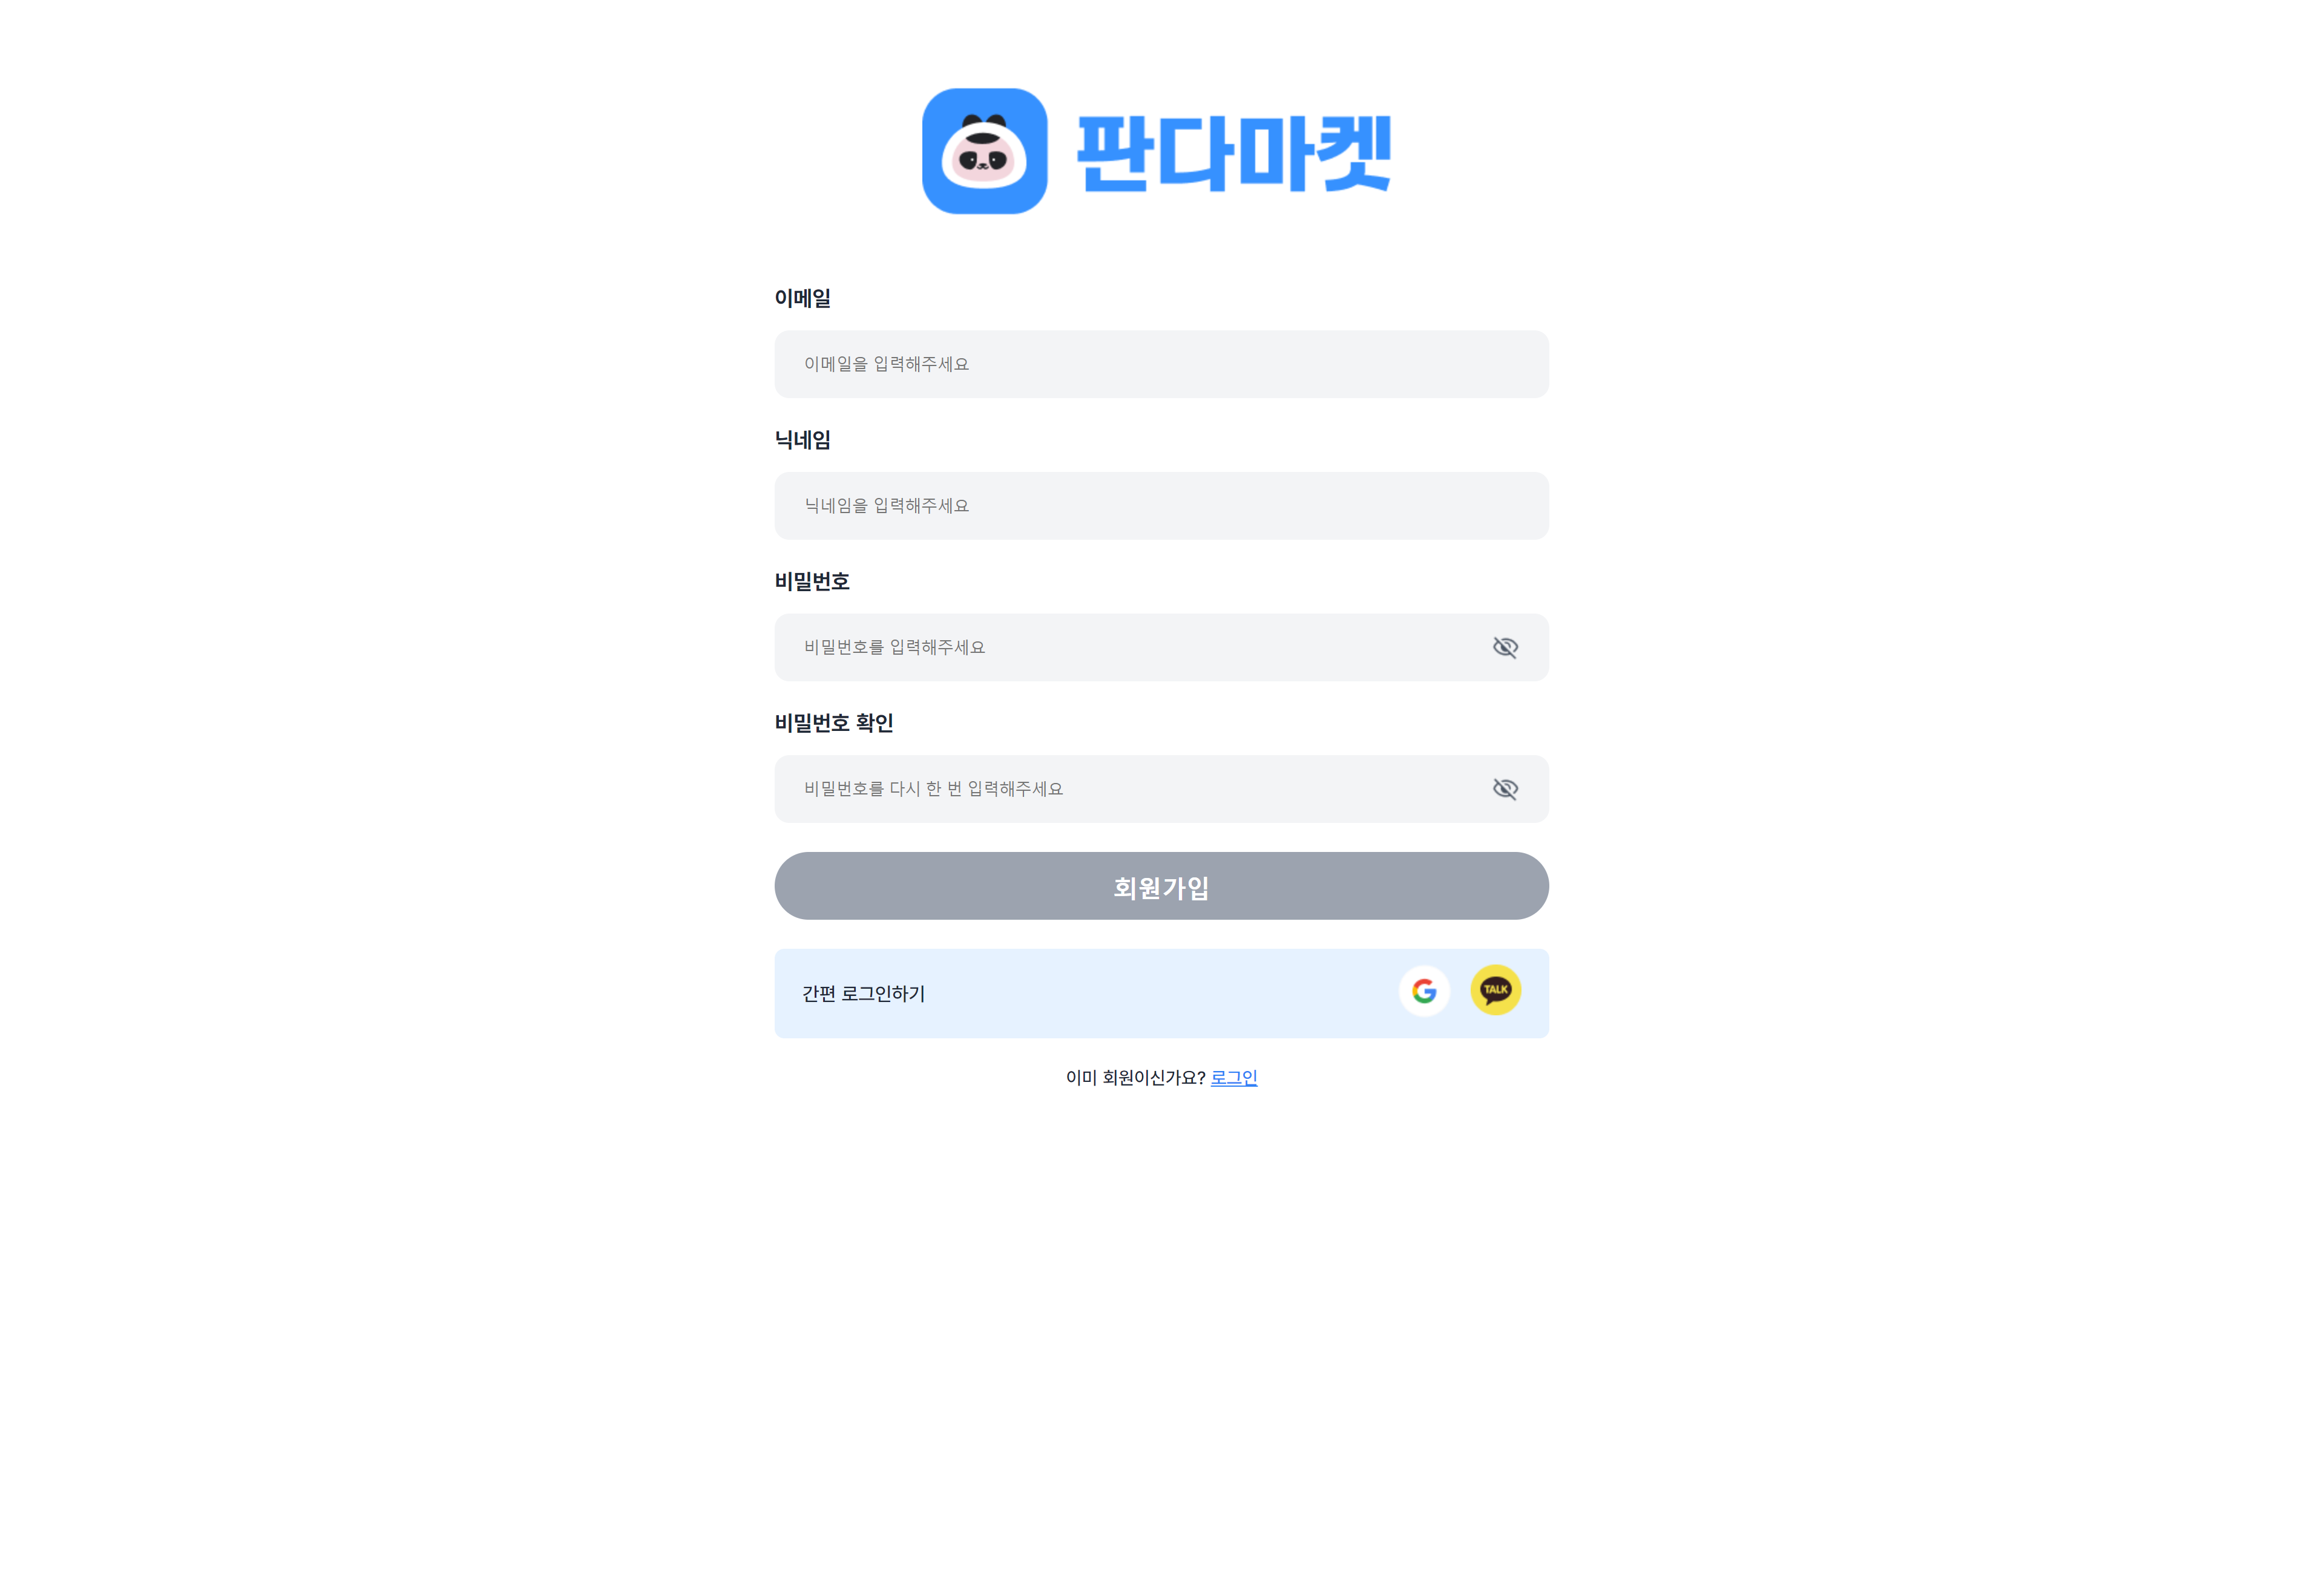 판다마켓
이메일
이메일을 입력해주세요
닉네임
닉네임을 입력해주세요
비밀번호
비밀번호를 입력해주세요
비밀번호 확인
비밀번호를 다시 한 번 입력해주세요
회원가입
간편 로그인하기
G
TALK
이미 회원이신가요? 로그인